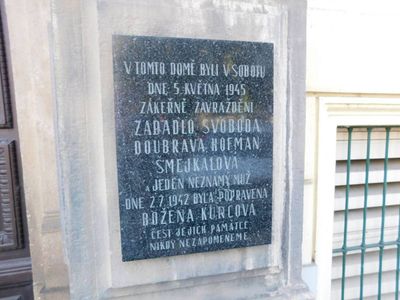 V TOMTO DOMĚ BYLI V SOBOTU
DNE 5. KVĚTNA 1945
ZÁKEŘNĚ ZAVRAŽDĚNI
ZAPADLO, SVOBODA
DOUBRAVA, HOFMAN
ŠMEJKALOVÁ
A JEDEN NEZNÁMÝ MUŽ
DNE 2.7. 1942 BYLA POPRAVENA
BOŽENA KURCOVÁ
ČEST JEJICH PAMÁTCE,
NIKDY NEZAPOMENEME.